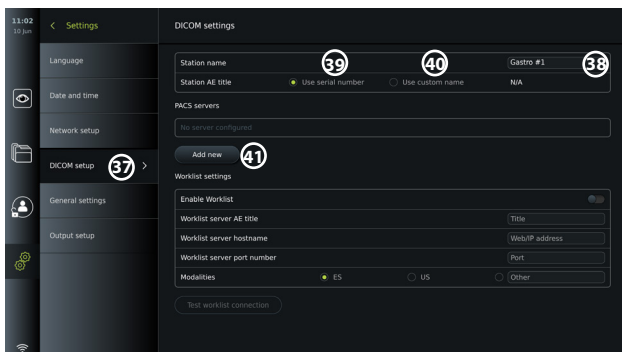 11:02
10 Jun
Settings
Language
Date and time
Network setup
DICOM setup 37
General settings
Output setup
DICOM settings
39 40
Station name Gastro #1 38
Station AE title Use serial number Use custom name N/A
PACS servers
No server configured
Add new 41
Worklist settings
Enable Worklist
Worklist server AE title Title
Worklist server hostname Web/IP address
Worklist server port number Port
Modalities ES US Other
Test worklist connection